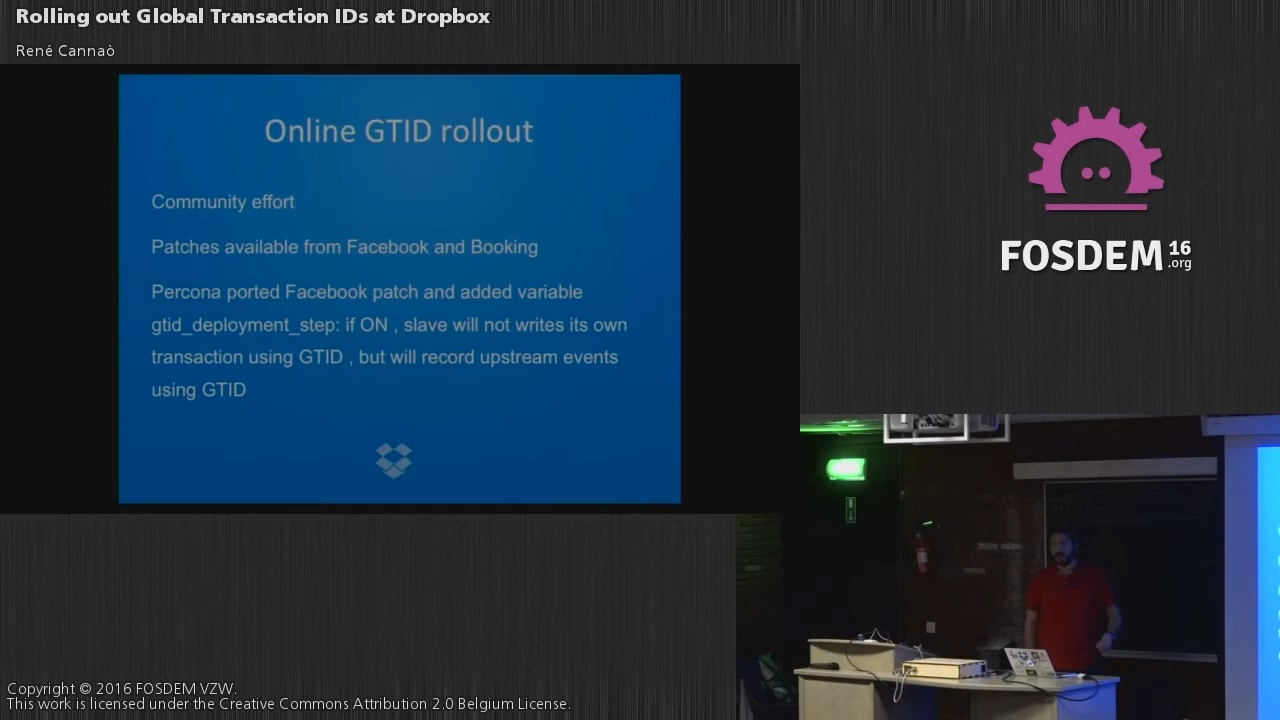 Rolling out Global Transaction IDs at Dropbox
René Cannaò
Online GTID rollout
Community effort
Patches available from Facebook and Booking
Percona ported Facebook patch and added variable
gtid_deployment_step: if ON , slave will not writes its own
transaction using GTID , but will record upstream events
using GTID
FOSDEM 16
.org
Copyright © 2016 FOSDEM VZW.
This work is licensed under the Creative Commons Attribution 2.0 Belgium License.